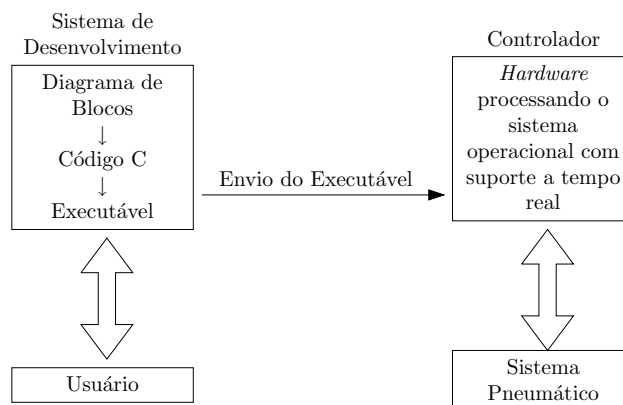 Sistema de
Desenvolvimento
Diagrama de
Blocos
↓
Código C
↓
Executável
Usuário
Envio do Executável
Controlador
Hardware
processando o
sistema
operacional com
suporte a tempo
real
Sistema
Pneumático